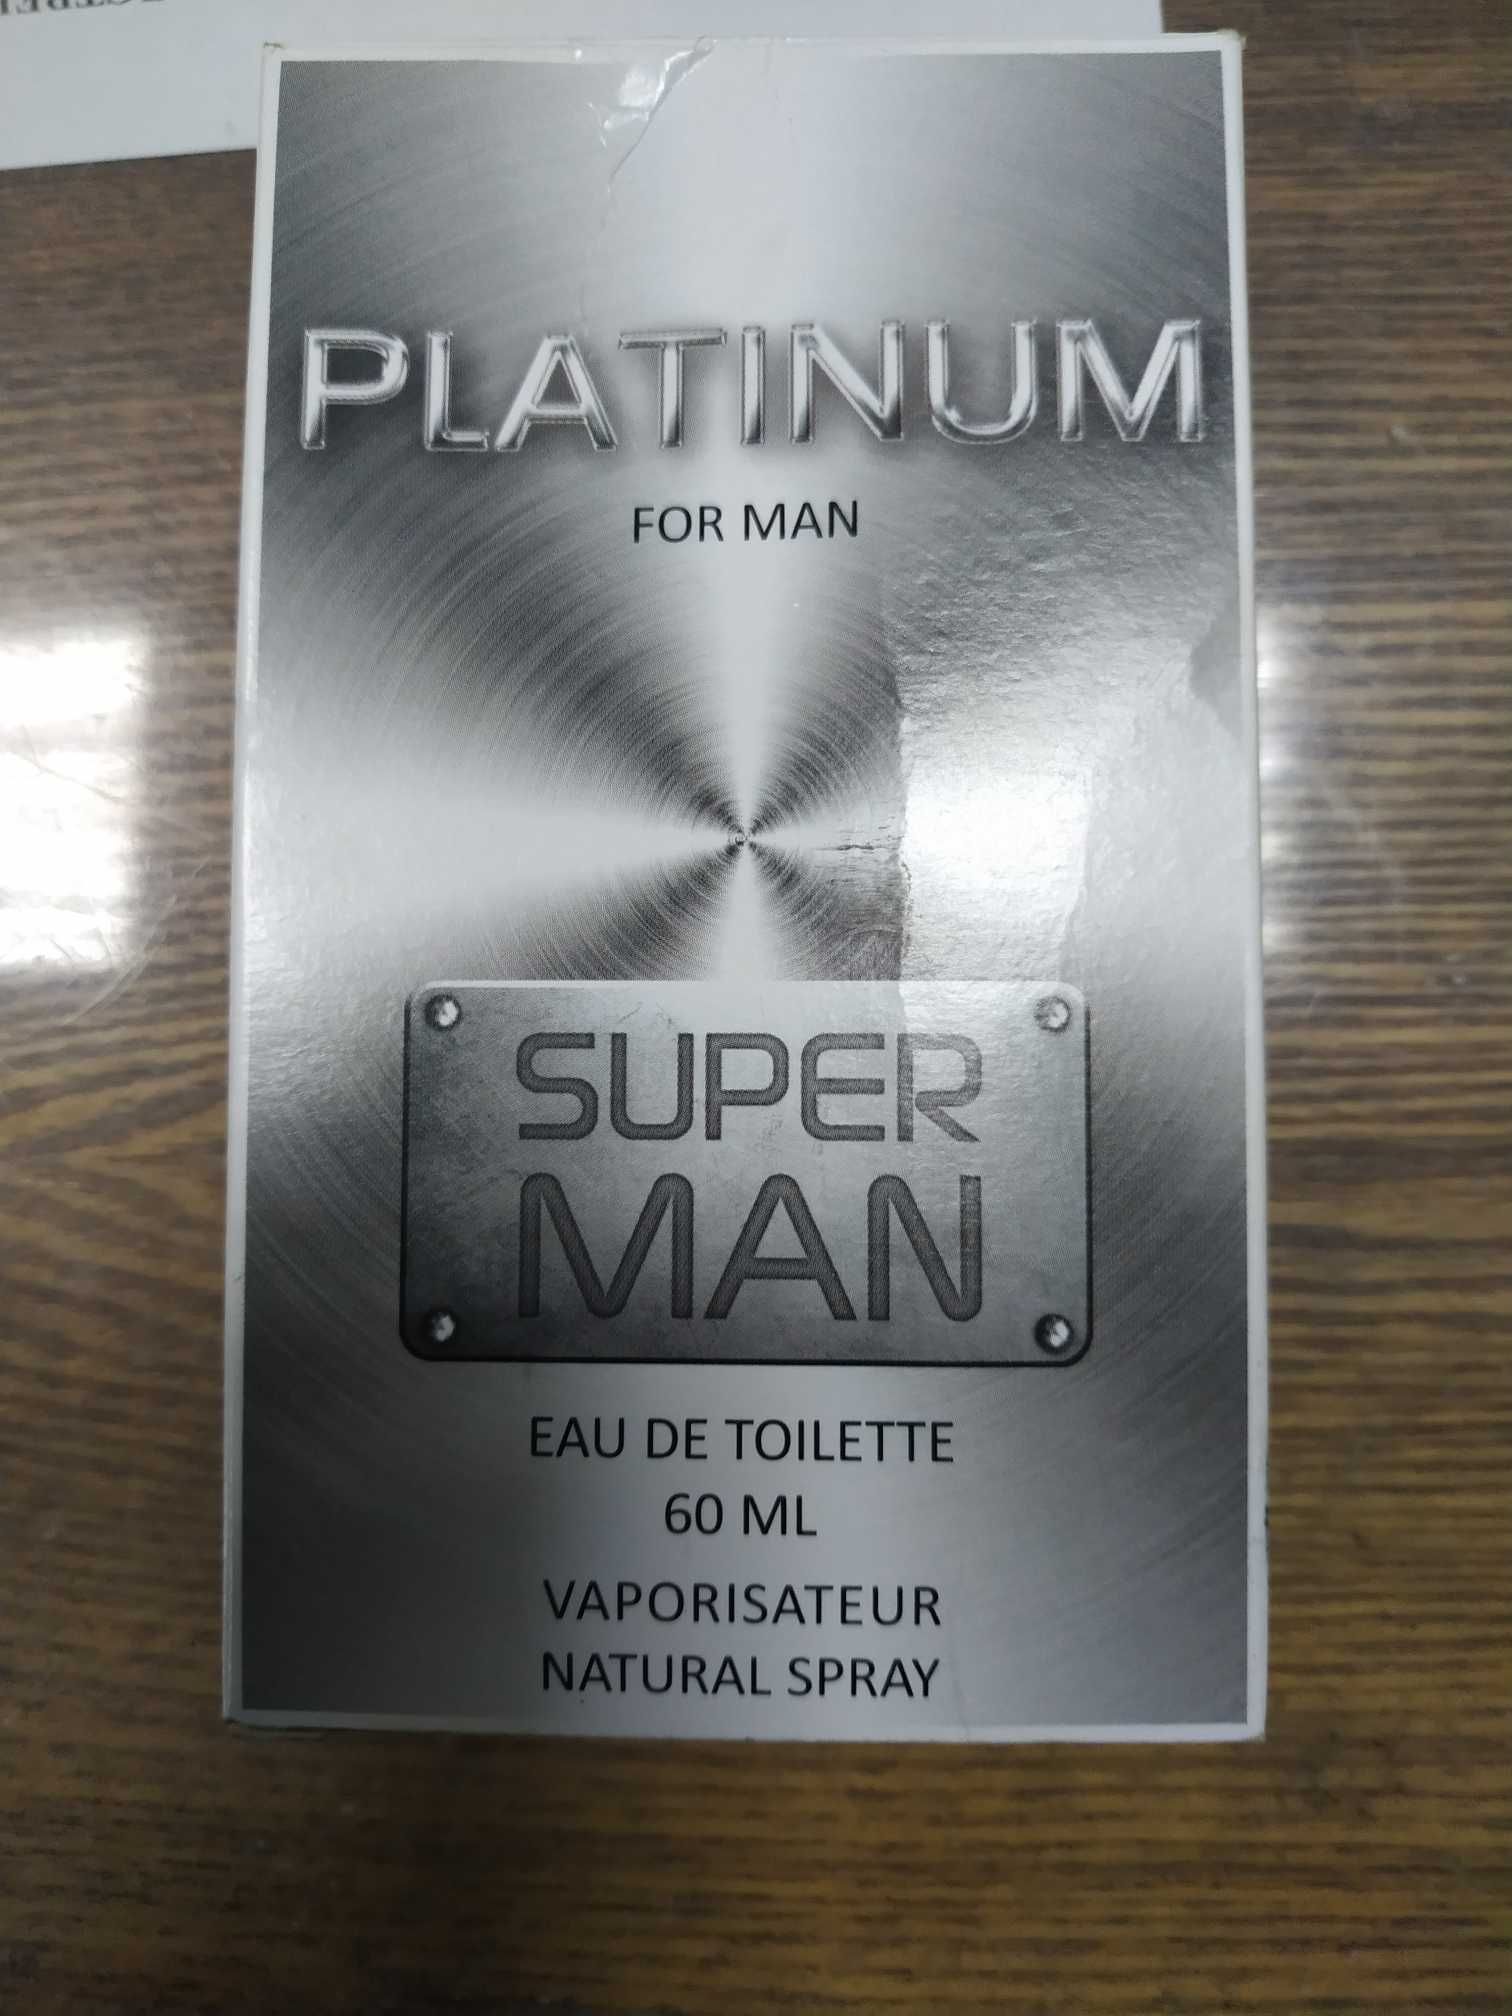 PLATINUM
FOR MAN
SUPER
MAN
EAU DE TOILETTE
60 ML
VAPORISATEUR
NATURAL SPRAY